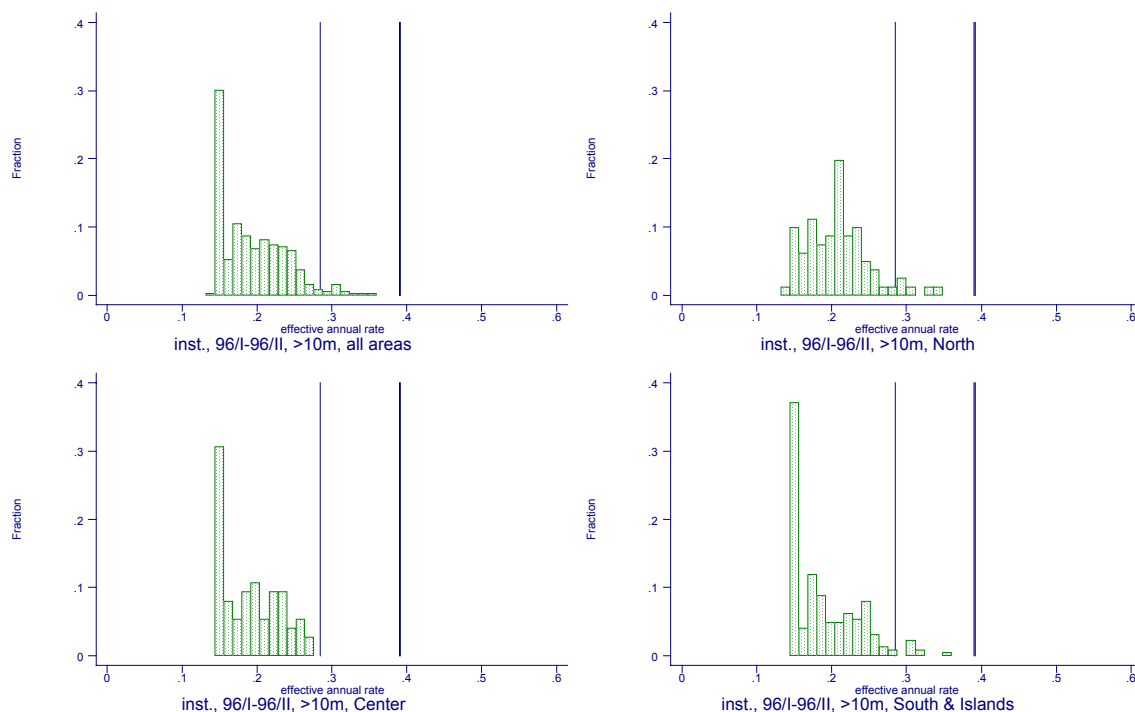 Fraction
.4
.3
.2
.1
0
0 .1 .2 .3 .4 .5 .6
effective annual rate
inst., 96/I-96/II, >10m, all areas
Fraction
.4
.3
.2
.1
0
0 .1 .2 .3 .4 .5 .6
effective annual rate
inst., 96/I-96/II, >10m, North
Fraction
.4
.3
.2
.1
0
0 .1 .2 .3 .4 .5 .6
effective annual rate
inst., 96/I-96/II, >10m, Center
Fraction
.4
.3
.2
.1
0
0 .1 .2 .3 .4 .5 .6
effective annual rate
inst., 96/I-96/II, >10m, South & Islands